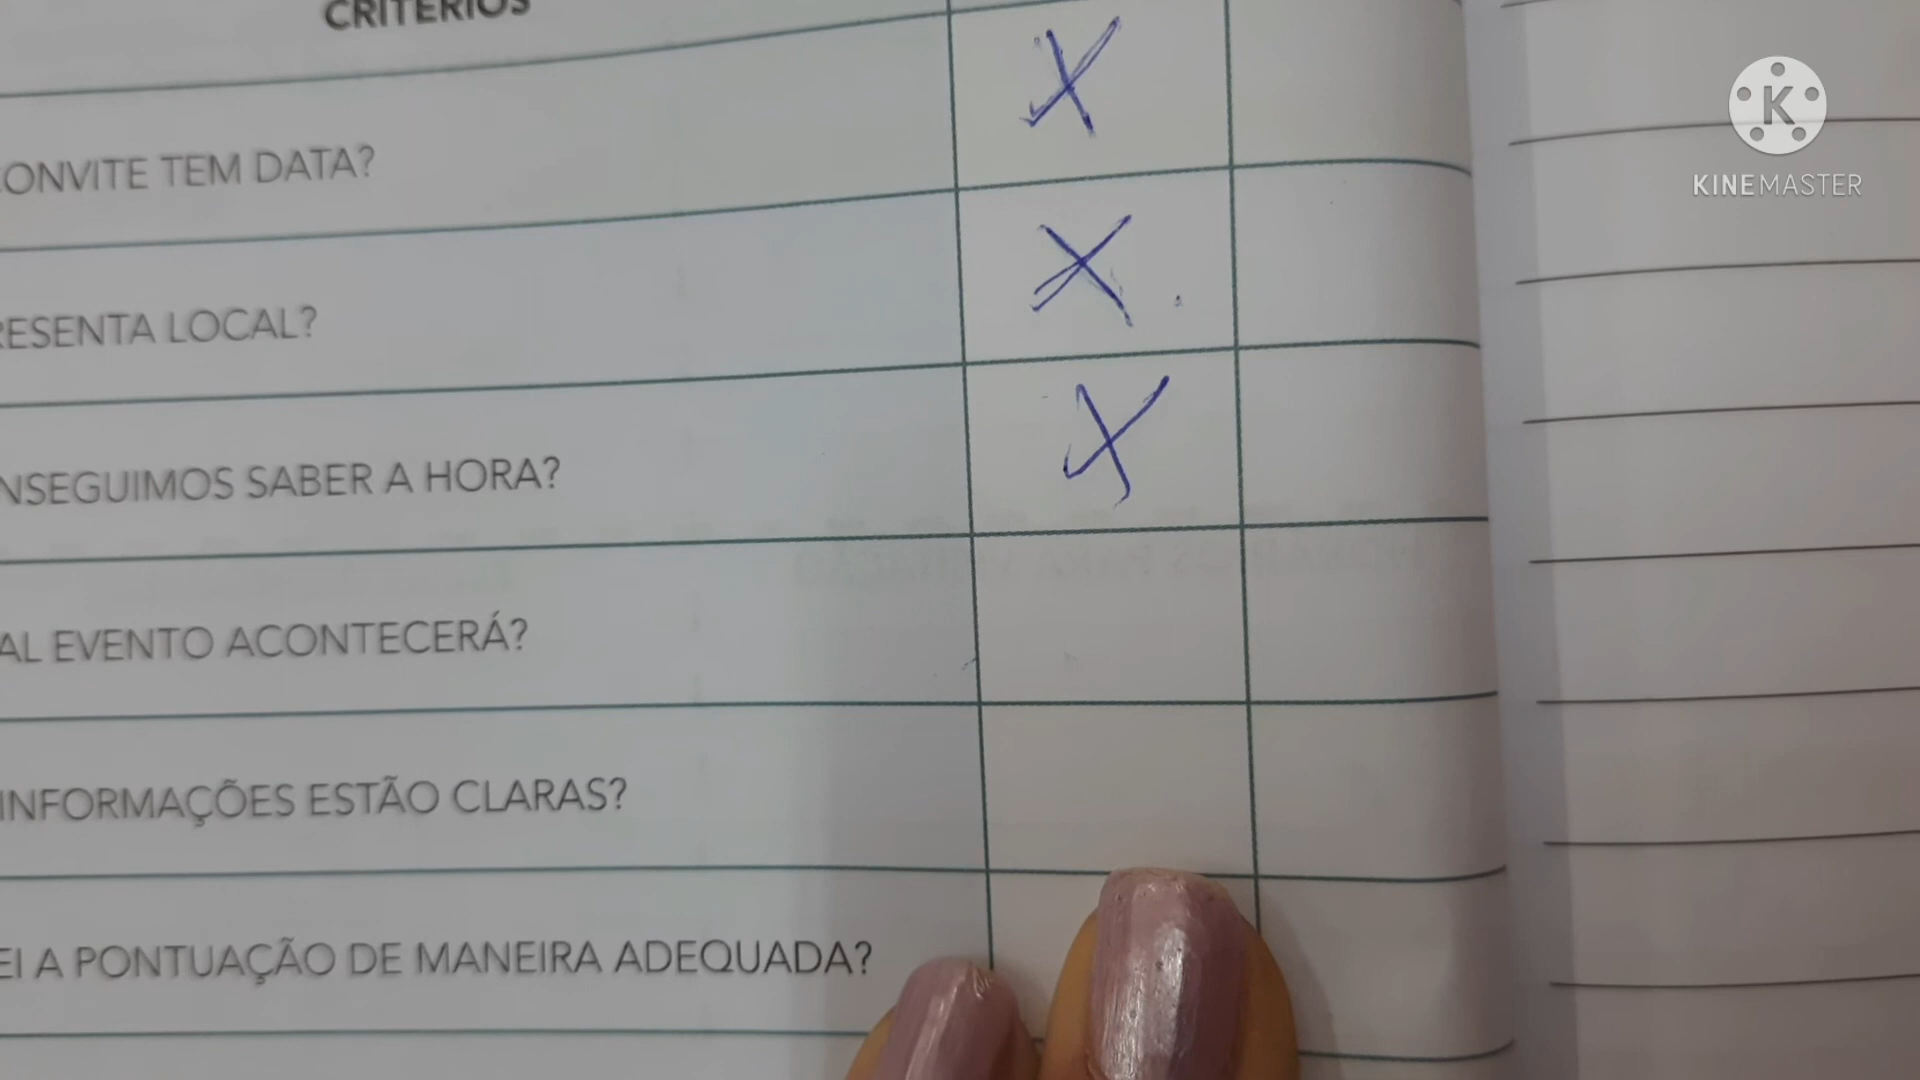 CRITÉRIOS
CONVITE TEM DATA?
X
RESENTA LOCAL?
X
NSEGUIMOS SABER A HORA?
X
AL EVENTO ACONTECERÁ?
INFORMAÇÕES ESTÃO CLARAS?
EI A PONTUAÇÃO DE MANEIRA ADEQUADA?
K
KINEMASTER